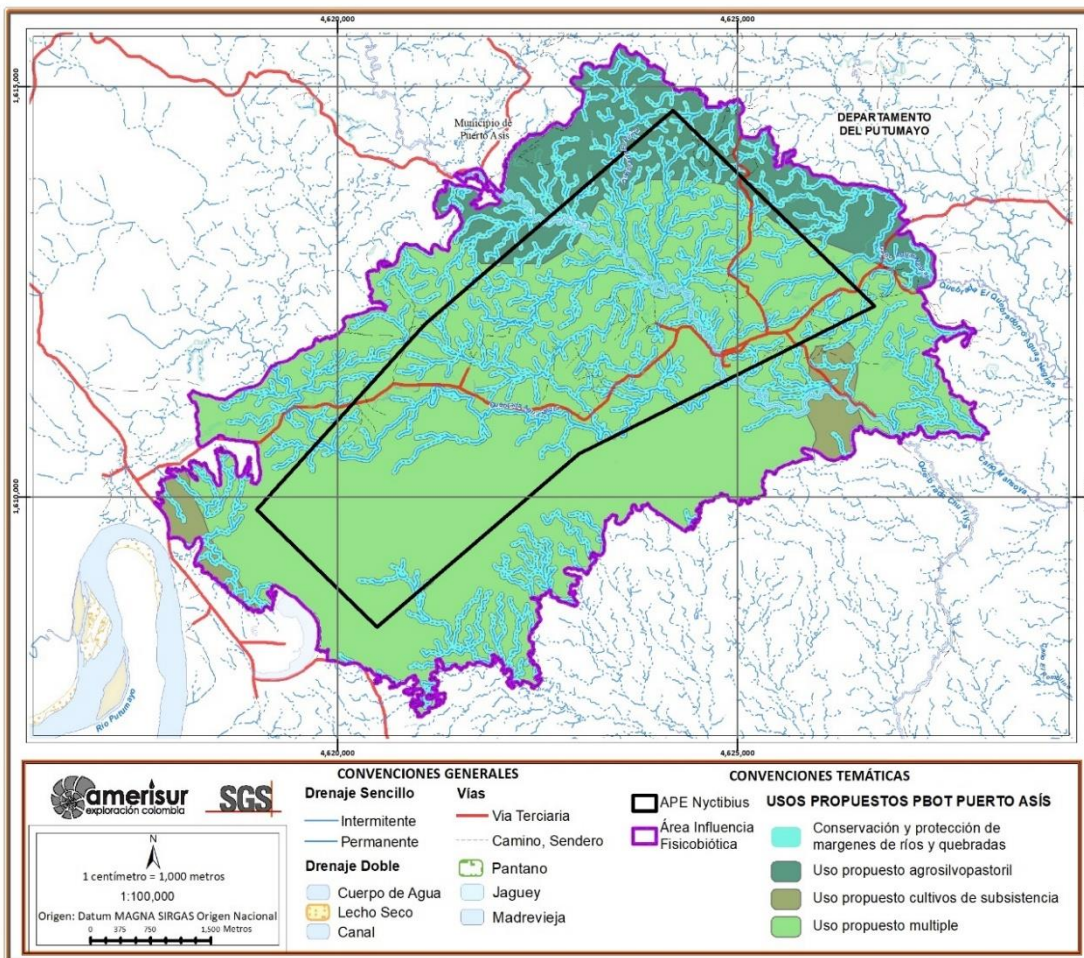 4,620,000
4,625,000
1,615,000
Municipio de
Puerto Asís
DEPARTAMENTO
DEL PUTUMAYO
1,610,000
Río Putumayo
4,620,000
4,625,000
amerisur
exploración colombia
SGS
N
1 centímetro = 1,000 metros
1:100,000
Origen: Datum MAGNA SIRGAS Origen Nacional
0 375 750 1,500 Metros
CONVENCIONES GENERALES
Drenaje Sencillo
Intermitente
Permanente
Drenaje Doble
Cuerpo de Agua
Lecho Seco
Canal
Vías
Via Terciaria
Camino, Sendero
Pantano
Jaguey
Madrevieja
CONVENCIONES TEMÁTICAS
APE Nyctibius
Área Influencia
Fisicobiótica
USOS PROPUESTOS PBOT PUERTO ASÍS
Conservación y protección de
margenes de ríos y quebradas
Uso propuesto agrosilvopastoril
Uso propuesto cultivos de subsistencia
Uso propuesto multiple